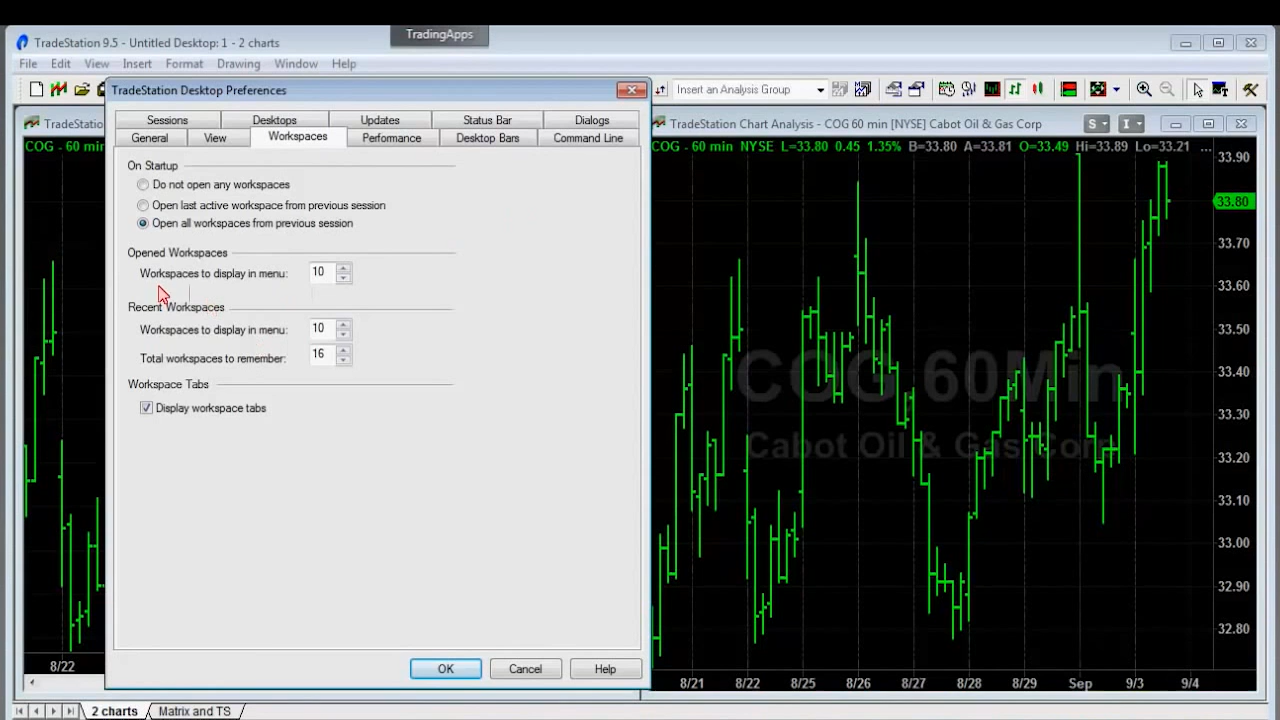 TradingApps
TradeStation 9.5 - Untitled Desktop: 1 - 2 charts
File Edit View Insert Format Drawing Window Help
Insert an Analysis Group
TradeStation Desktop Preferences
Sessions Desktops Updates Status Bar Dialogs
General View Workspaces Performance Desktop Bars Command Line
On Startup
Do not open any workspaces
Open last active workspace from previous session
Open all workspaces from previous session
Opened Workspaces
Workspaces to display in menu: 10
Recent Workspaces
Workspaces to display in menu: 10
Total workspaces to remember: 16
Workspace Tabs
Display workspace tabs
OK Cancel Help
TradeStation
COG - 60 min
8/22
TradeStation Chart Analysis - COG 60 min [NYSE] Cabot Oil & Gas Corp
S I
COG - 60 min NYSE L=33.80 0.45 1.35% B=33.80 A=33.81 O=33.49 Hi=33.89 Lo=33.21 ...
COG 60Min
Cabot Oil & Gas Corp
33.90
33.80
33.70
33.60
33.50
33.40
33.30
33.20
33.10
33.00
32.90
32.80
8/21 8/22 8/25 8/26 8/27 8/28 8/29 Sep 9/3 9/4
2 charts Matrix and TS